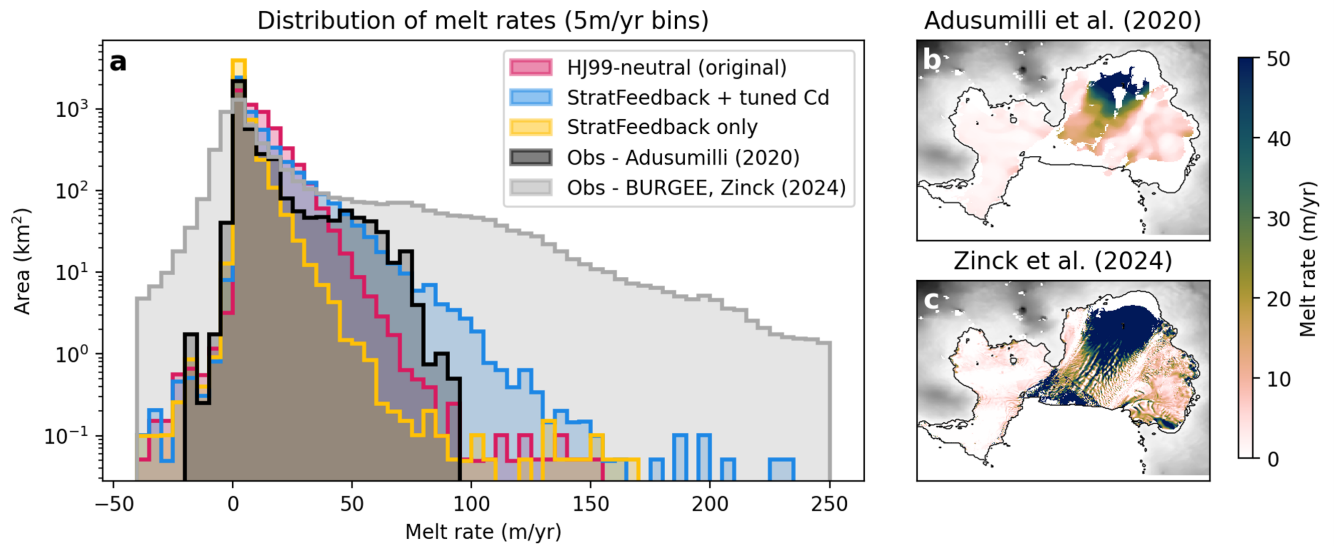 Distribution of melt rates (5m/yr bins)
a
HJ99-neutral (original)
StratFeedback + tuned Cd
StratFeedback only
Obs - Adusumilli (2020)
Obs - BURGEE, Zinck (2024)
Area (km²)
10³
10²
10¹
10⁰
10⁻¹
−50
0
50
100
150
200
250
Melt rate (m/yr)
Adusumilli et al. (2020)
b
Zinck et al. (2024)
c
50
40
30
20
10
0
Melt rate (m/yr)